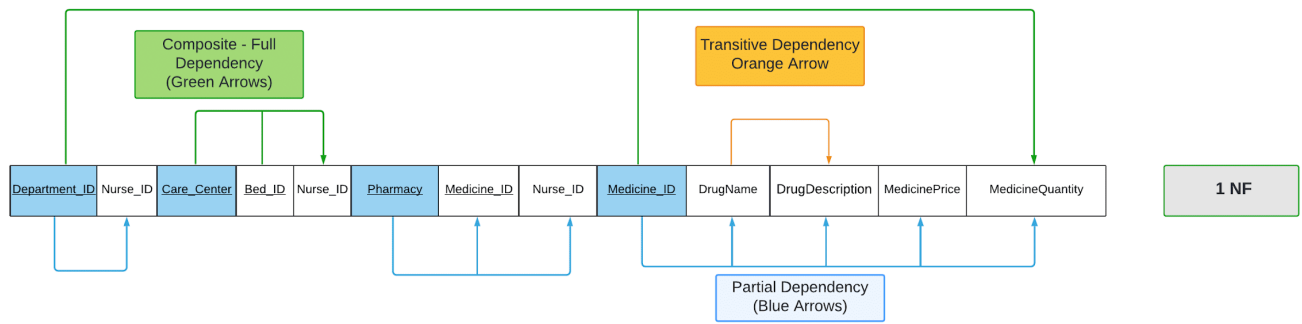 Composite - Full
Dependency
(Green Arrows)
Transitive Dependency
Orange Arrow
Department_ID Nurse_ID Care_Center Bed_ID Nurse_ID Pharmacy Medicine_ID Nurse_ID Medicine_ID DrugName DrugDescription MedicinePrice MedicineQuantity
1 NF
Partial Dependency
(Blue Arrows)